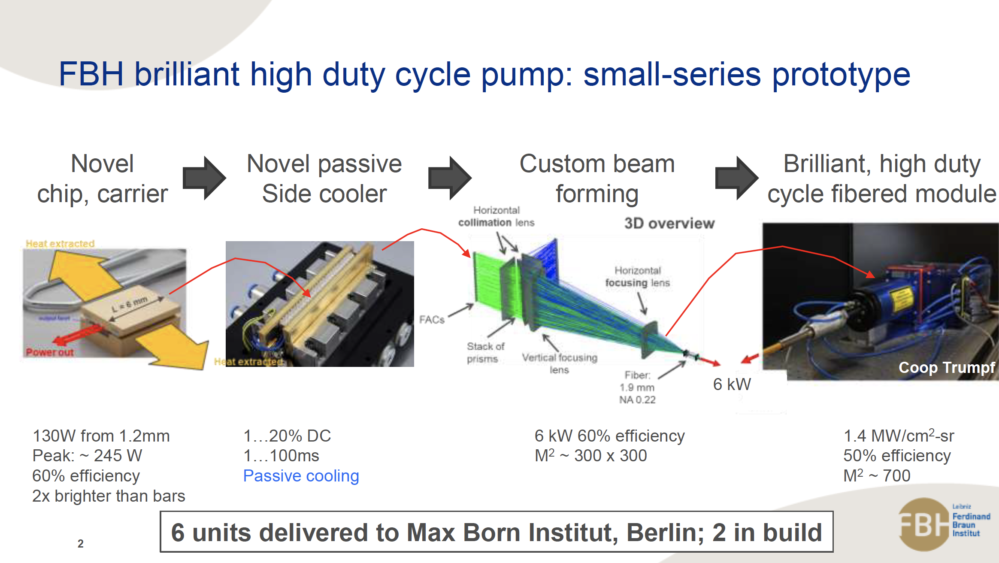 FBH brilliant high duty cycle pump: small-series prototype
Novel
chip, carrier
Novel passive
Side cooler
Custom beam
forming
Brilliant, high duty
cycle fibered module
Heat extracted
L = 6 mm
output facet
Power out
Heat extracted
Horizontal
collimation lens
3D overview
Horizontal
focusing lens
FACs
Stack of
prisms
Vertical focusing
lens
Fiber:
1.9 mm
NA 0.22
6 kW
Coop Trumpf
130W from 1.2mm
Peak: ~ 245 W
60% efficiency
2x brighter than bars
1…20% DC
1…100ms
Passive cooling
6 kW 60% efficiency
M² ~ 300 x 300
1.4 MW/cm²-sr
50% efficiency
M² ~ 700
6 units delivered to Max Born Institut, Berlin; 2 in build
2
FBH
Leibniz
Ferdinand
Braun
Institut